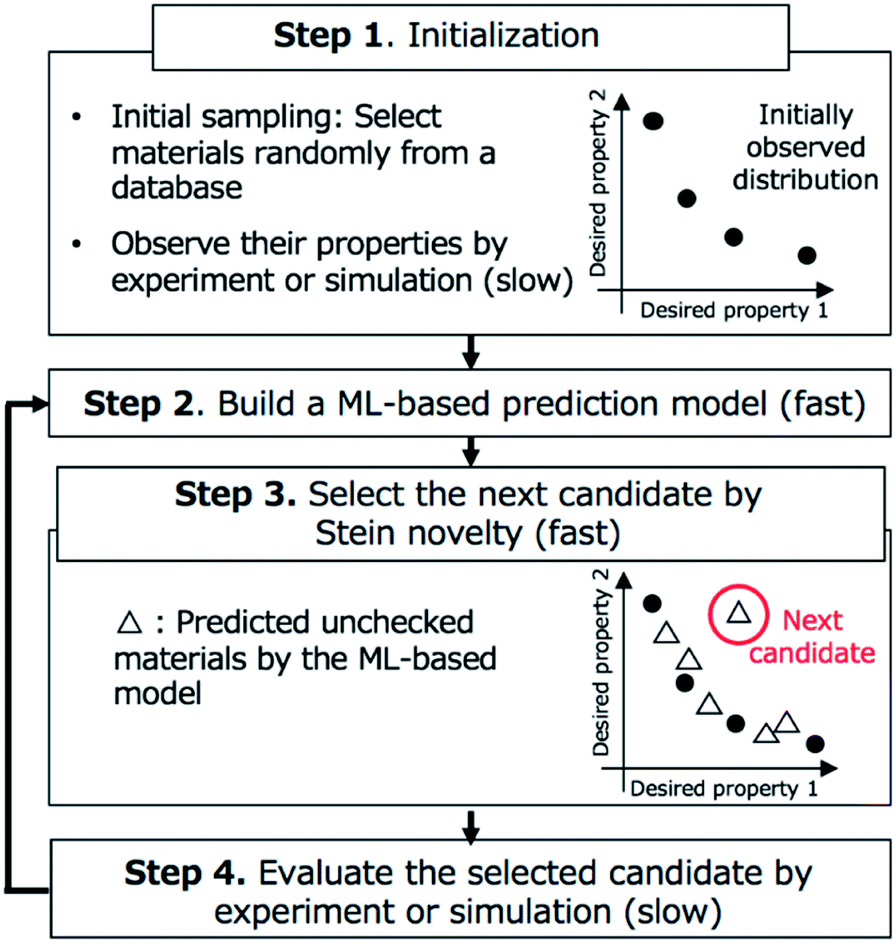 Step 1. Initialization
• Initial sampling: Select
materials randomly from a
database
• Observe their properties by
experiment or simulation (slow)
Desired property 2
Initially
observed
distribution
Desired property 1
Step 2. Build a ML-based prediction model (fast)
Step 3. Select the next candidate by
Stein novelty (fast)
△ : Predicted unchecked
materials by the ML-based
model
Desired property 2
Next
candidate
Desired property 1
Step 4. Evaluate the selected candidate by
experiment or simulation (slow)